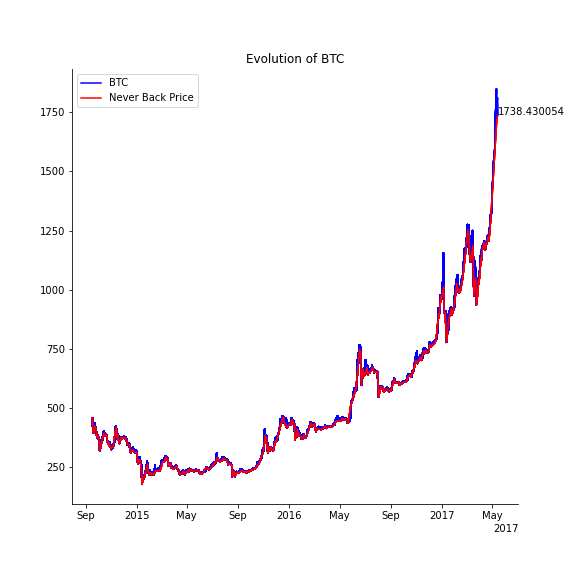 Evolution of BTC
BTC
Never Back Price
1738.430054
1750
1500
1250
1000
750
500
250
Sep
2015
May
Sep
2016
May
Sep
2017
May
2017